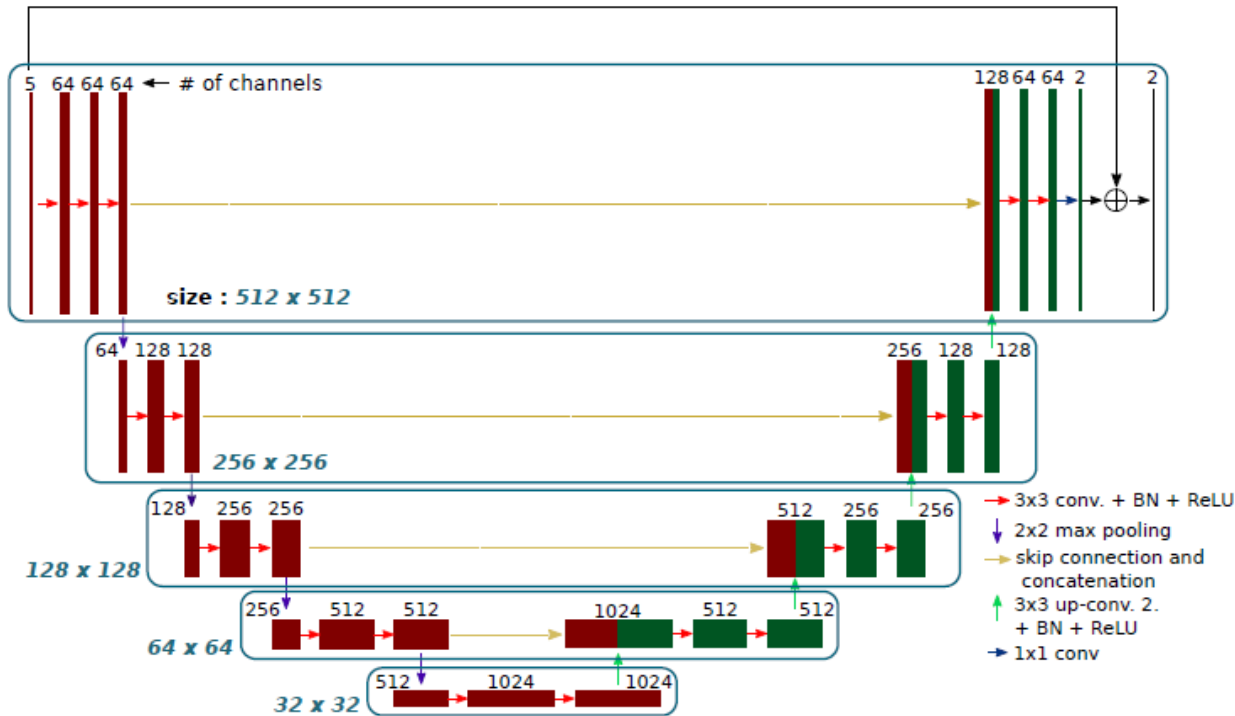 5 64 64 64 ← # of channels 128 64 64 2 2
size : 512 x 512
64 128 128 256 128 128
256 x 256
128 256 256 512 256 256
128 x 128
256 512 512 1024 512 512
64 x 64
512 1024 1024
32 x 32
3x3 conv. + BN + ReLU
2x2 max pooling
skip connection and
concatenation
3x3 up-conv. 2.
+ BN + ReLU
1x1 conv